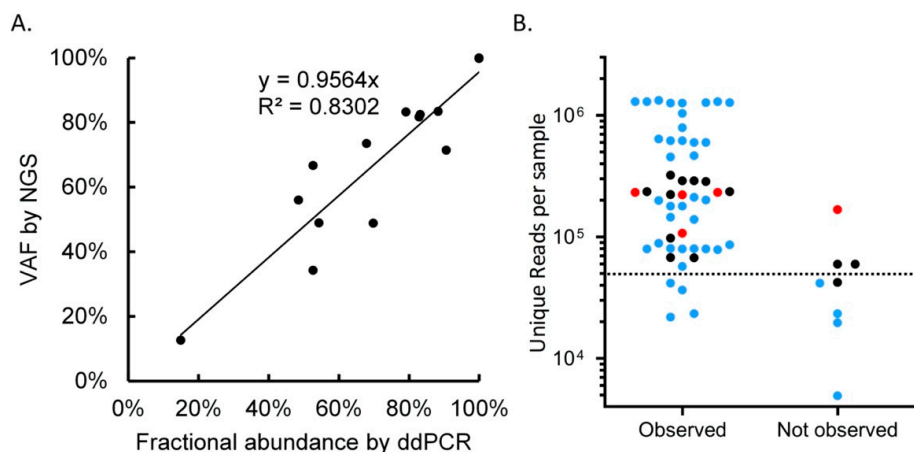 A.
VAF by NGS
100%
80%
60%
40%
20%
0%
y = 0.9564x
R² = 0.8302
0% 20% 40% 60% 80% 100%
Fractional abundance by ddPCR
B.
Unique Reads per sample
10⁶
10⁵
10⁴
Observed Not observed